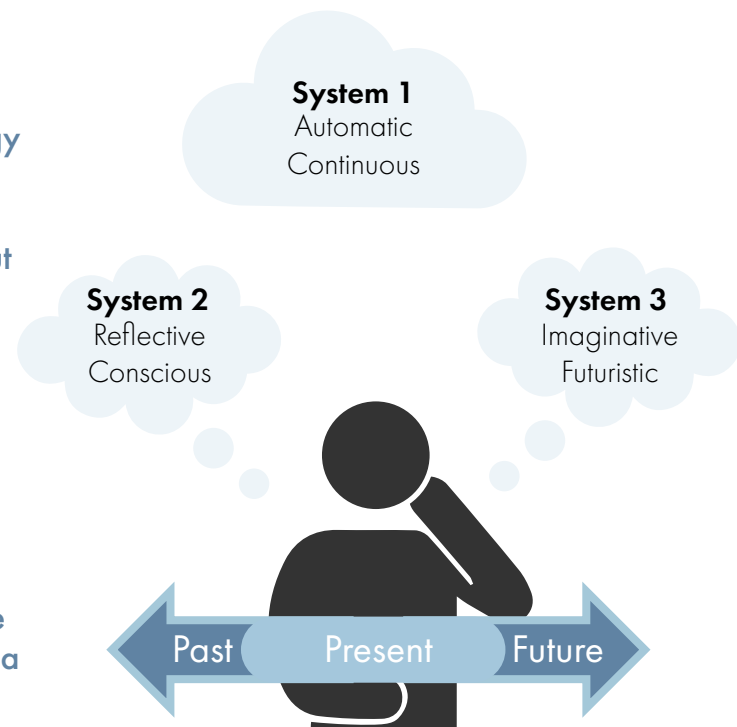 System 1
Automatic
Continuous
System 2
Reflective
Conscious
System 3
Imaginative
Futuristic
Past Present Future